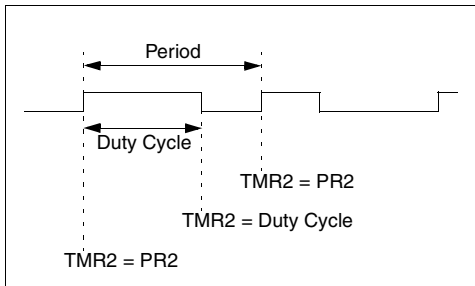 Period
Duty Cycle
TMR2 = PR2
TMR2 = Duty Cycle
TMR2 = PR2